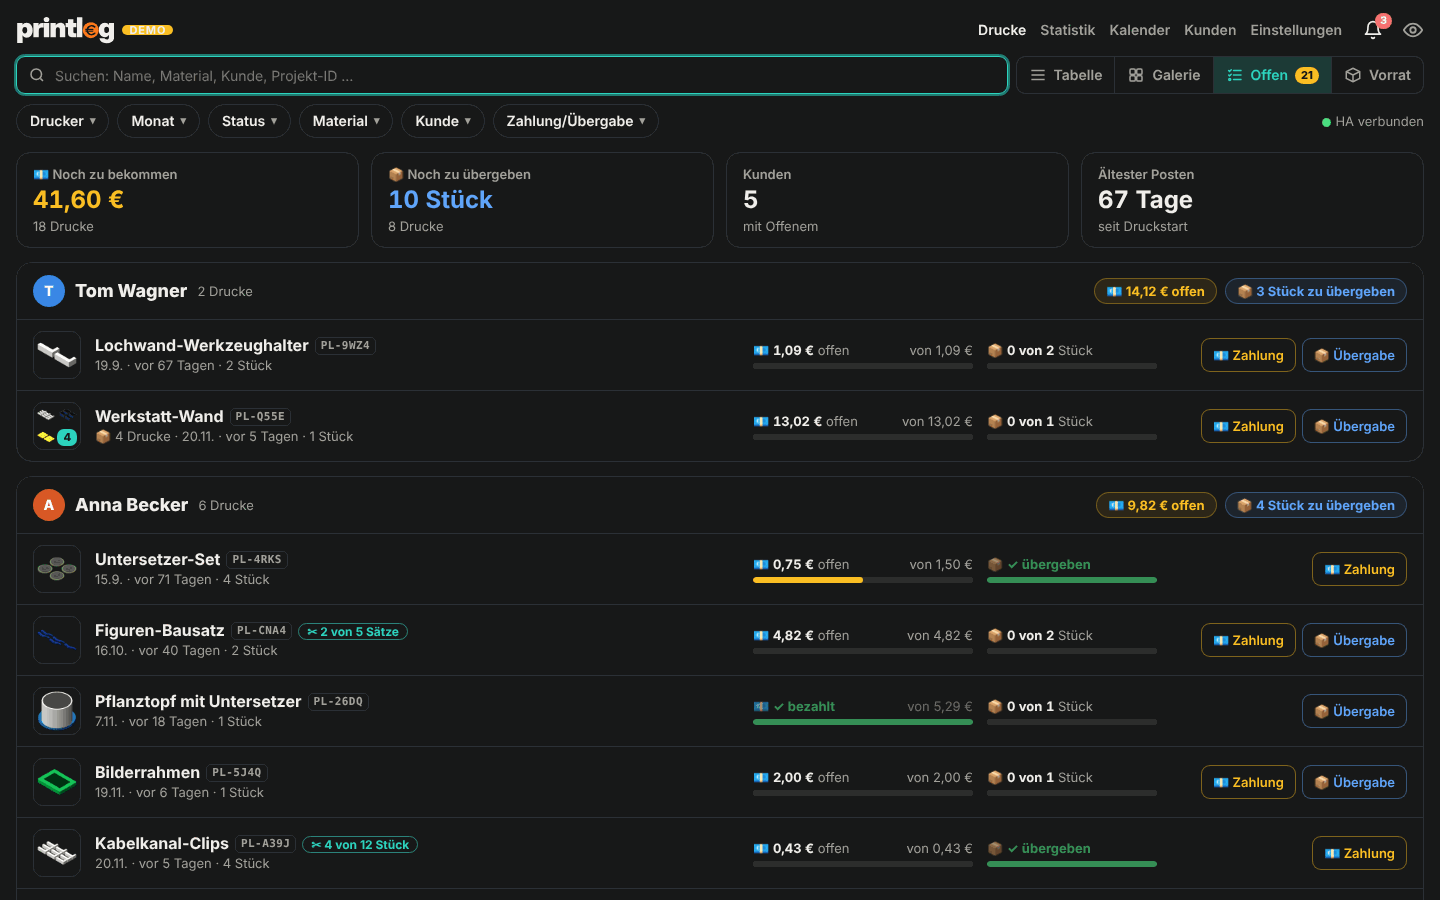 printlog DEMO
Drucke Statistik Kalender Kunden Einstellungen 3
Suchen: Name, Material, Kunde, Projekt-ID ...
Tabelle Galerie Offen 21 Vorrat
Drucker ▾ Monat ▾ Status ▾ Material ▾ Kunde ▾ Zahlung/Übergabe ▾
HA verbunden
Noch zu bekommen
41,60 €
18 Drucke
Noch zu übergeben
10 Stück
8 Drucke
Kunden
5
mit Offenem
Ältester Posten
67 Tage
seit Druckstart
T Tom Wagner 2 Drucke 14,12 € offen 3 Stück zu übergeben
Lochwand-Werkzeughalter PL-9WZ4
19.9. · vor 67 Tagen · 2 Stück
1,09 € offen von 1,09 € 0 von 2 Stück Zahlung Übergabe
Werkstatt-Wand PL-Q55E
4 4 Drucke · 20.11. · vor 5 Tagen · 1 Stück
13,02 € offen von 13,02 € 0 von 1 Stück Zahlung Übergabe
A Anna Becker 6 Drucke 9,82 € offen 4 Stück zu übergeben
Untersetzer-Set PL-4RKS
15.9. · vor 71 Tagen · 4 Stück
0,75 € offen von 1,50 € ✓ übergeben Zahlung
Figuren-Bausatz PL-CNA4 ✂ 2 von 5 Sätze
16.10. · vor 40 Tagen · 2 Stück
4,82 € offen von 4,82 € 0 von 2 Stück Zahlung Übergabe
Pflanztopf mit Untersetzer PL-26DQ
7.11. · vor 18 Tagen · 1 Stück
✓ bezahlt von 5,29 € 0 von 1 Stück Übergabe
Bilderrahmen PL-5J4Q
19.11. · vor 6 Tagen · 1 Stück
2,00 € offen von 2,00 € 0 von 1 Stück Zahlung Übergabe
Kabelkanal-Clips PL-A39J ✂ 4 von 12 Stück
20.11. · vor 5 Tagen · 4 Stück
0,43 € offen von 0,43 € ✓ übergeben Zahlung